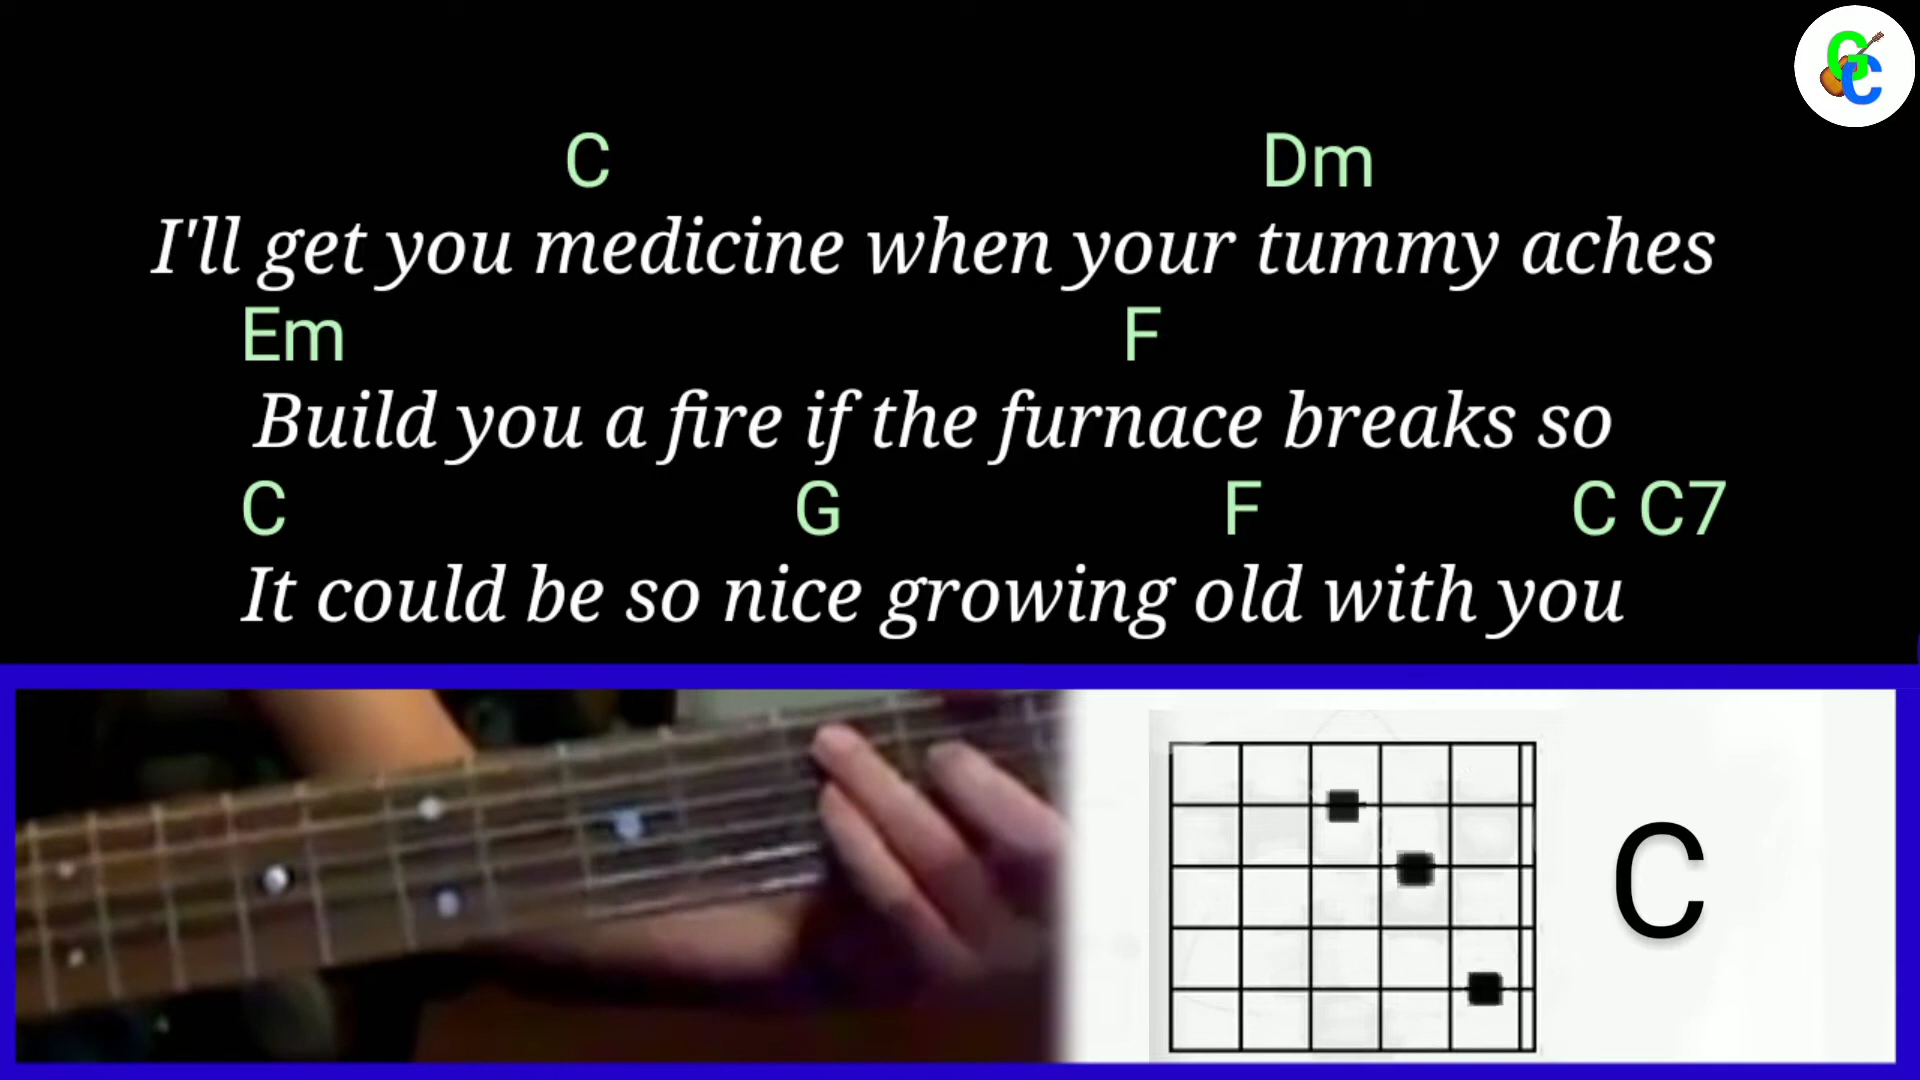 GC
C Dm
I'll get you medicine when your tummy aches
Em F
Build you a fire if the furnace breaks so
C G F C C7
It could be so nice growing old with you
C